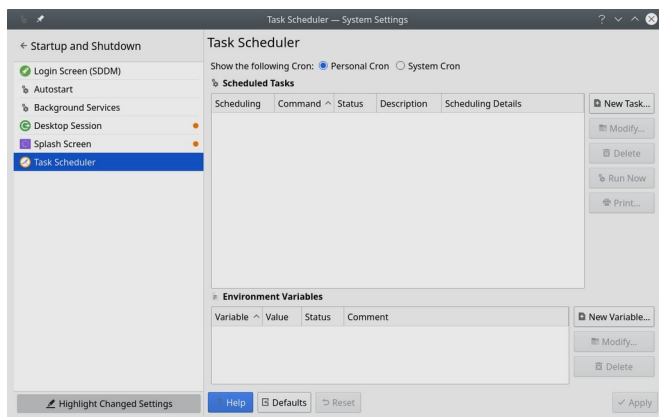 Task Scheduler — System Settings
← Startup and Shutdown
Login Screen (SDDM)
Autostart
Background Services
Desktop Session
Splash Screen
Task Scheduler
Highlight Changed Settings
Task Scheduler
Show the following Cron: Personal Cron System Cron
Scheduled Tasks
Scheduling Command Status Description Scheduling Details
New Task...
Modify...
Delete
Run Now
Print...
Environment Variables
Variable Value Status Comment
New Variable...
Modify...
Delete
Help Defaults Reset Apply